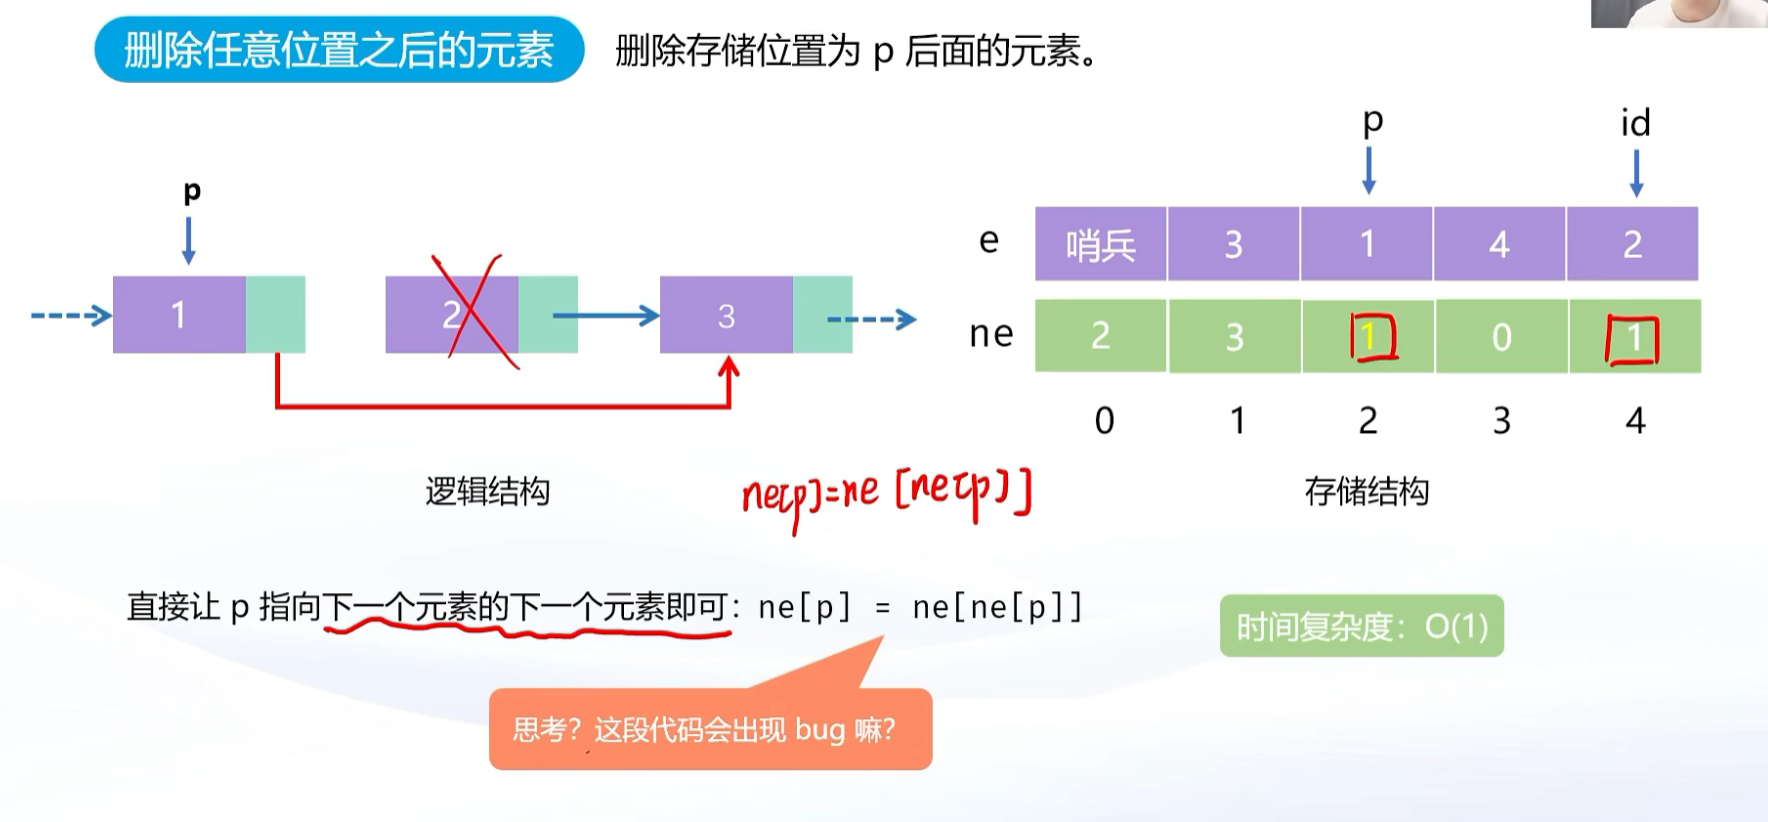 删除任意位置之后的元素 删除存储位置为 p 后面的元素。
p
1 2 3
逻辑结构
p id
e 哨兵 3 1 4 2
ne 2 3 1 0 1
0 1 2 3 4
存储结构
ne[p]=ne[ne[p]]
直接让 p 指向下一个元素的下一个元素即可：ne[p] = ne[ne[p]]
时间复杂度：O(1)
思考？这段代码会出现 bug 嘛？